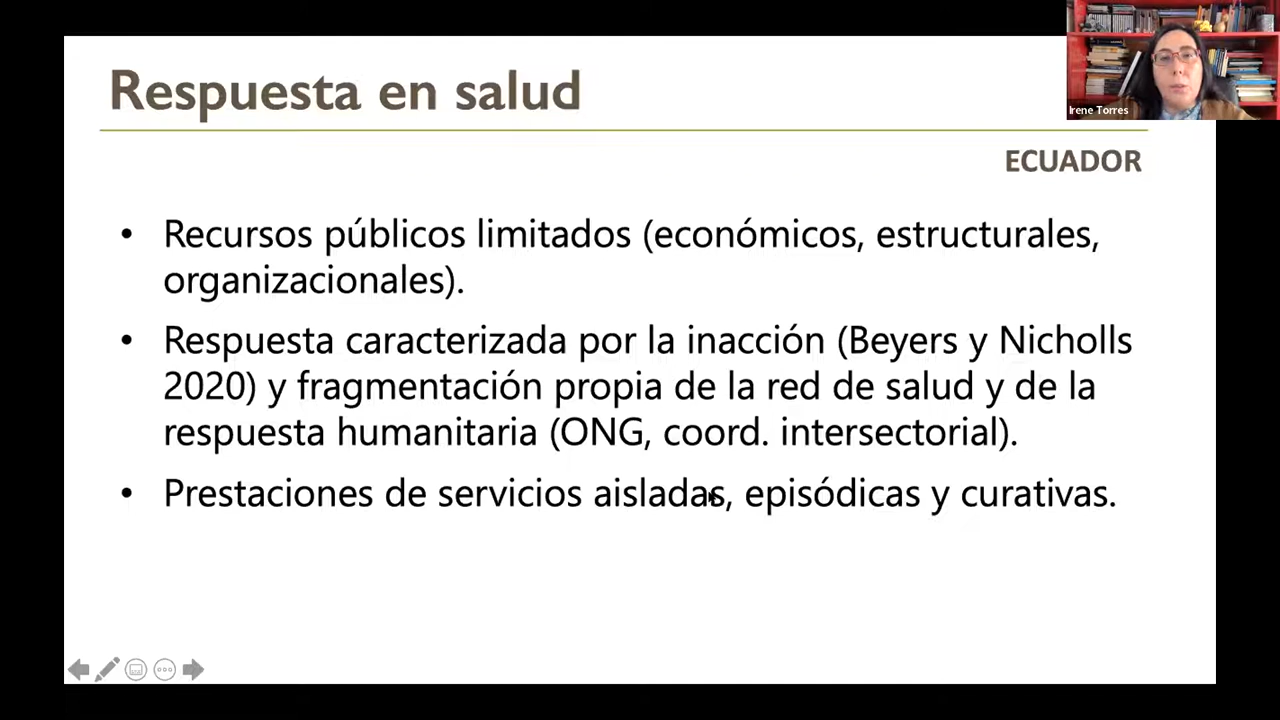 Respuesta en salud
Irene Torres
ECUADOR
• Recursos públicos limitados (económicos, estructurales,
organizacionales).
• Respuesta caracterizada por la inacción (Beyers y Nicholls
2020) y fragmentación propia de la red de salud y de la
respuesta humanitaria (ONG, coord. intersectorial).
• Prestaciones de servicios aisladas, episódicas y curativas.